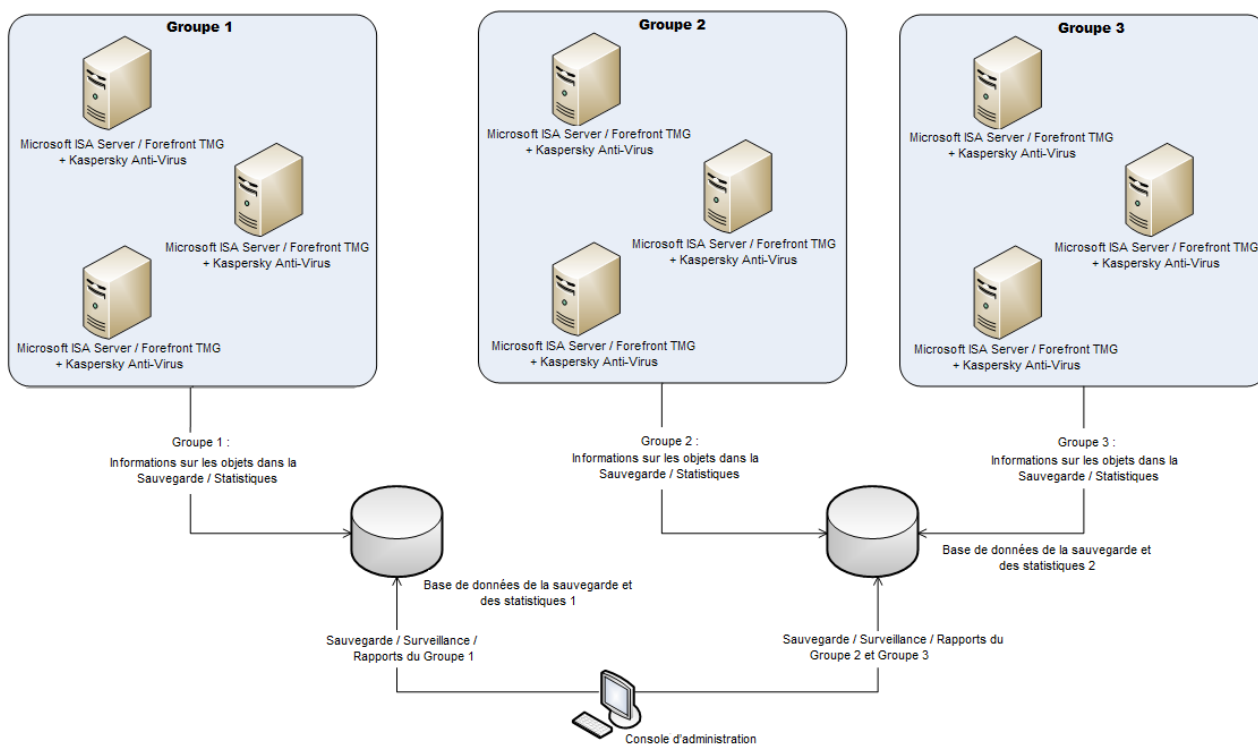 Groupe 1
Microsoft ISA Server / Forefront TMG
+ Kaspersky Anti-Virus
Microsoft ISA Server / Forefront TMG
+ Kaspersky Anti-Virus
Microsoft ISA Server / Forefront TMG
+ Kaspersky Anti-Virus
Groupe 2
Microsoft ISA Server / Forefront TMG
+ Kaspersky Anti-Virus
Microsoft ISA Server / Forefront TMG
+ Kaspersky Anti-Virus
Microsoft ISA Server / Forefront TMG
+ Kaspersky Anti-Virus
Groupe 3
Microsoft ISA Server / Forefront TMG
+ Kaspersky Anti-Virus
Microsoft ISA Server / Forefront TMG
+ Kaspersky Anti-Virus
Microsoft ISA Server / Forefront TMG
+ Kaspersky Anti-Virus
Groupe 1 :
Informations sur les objets dans la
Sauvegarde / Statistiques
Groupe 2 :
Informations sur les objets dans la
Sauvegarde / Statistiques
Groupe 3 :
Informations sur les objets dans la
Sauvegarde / Statistiques
Base de données de la sauvegarde et
des statistiques 1
Base de données de la sauvegarde et
des statistiques 2
Sauvegarde / Surveillance /
Rapports du Groupe 1
Sauvegarde / Surveillance / Rapports du
Groupe 2 et Groupe 3
Console d'administration